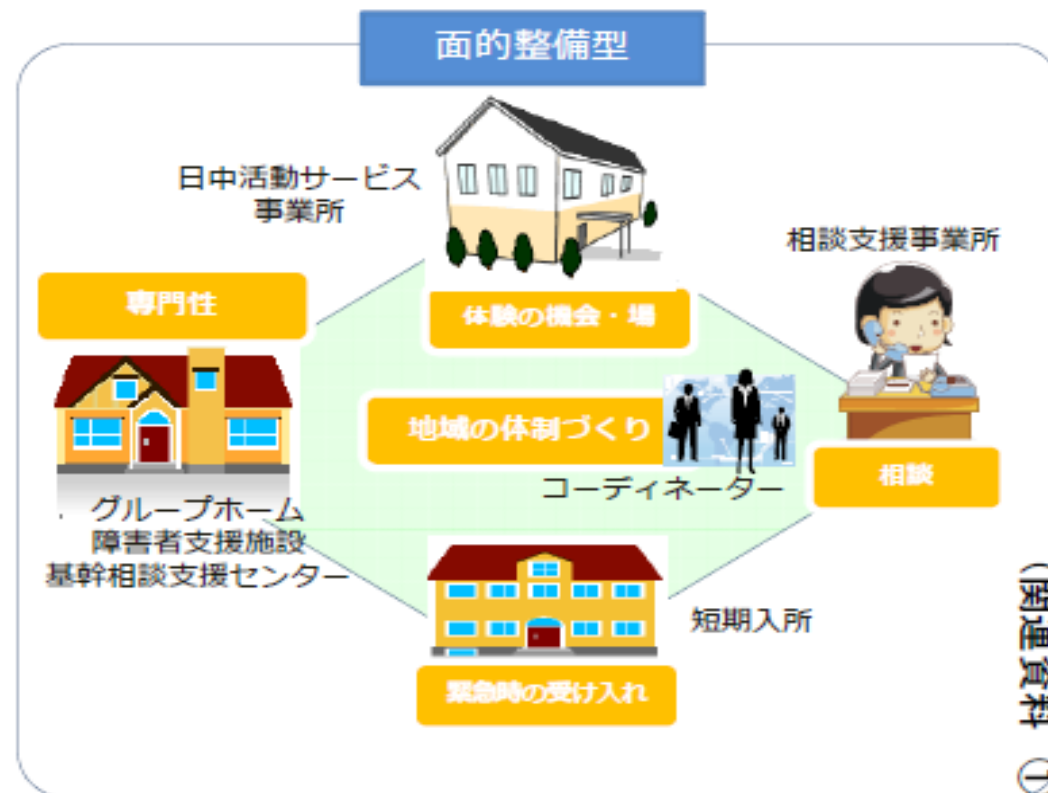 面的整備型
日中活動サービス
事業所
相談支援事業所
専門性
体験の機会・場
地域の体制づくり
コーディネーター
相談
グループホーム
障害者支援施設
基幹相談支援センター
短期入所
緊急時の受け入れ
(関連資料 ①